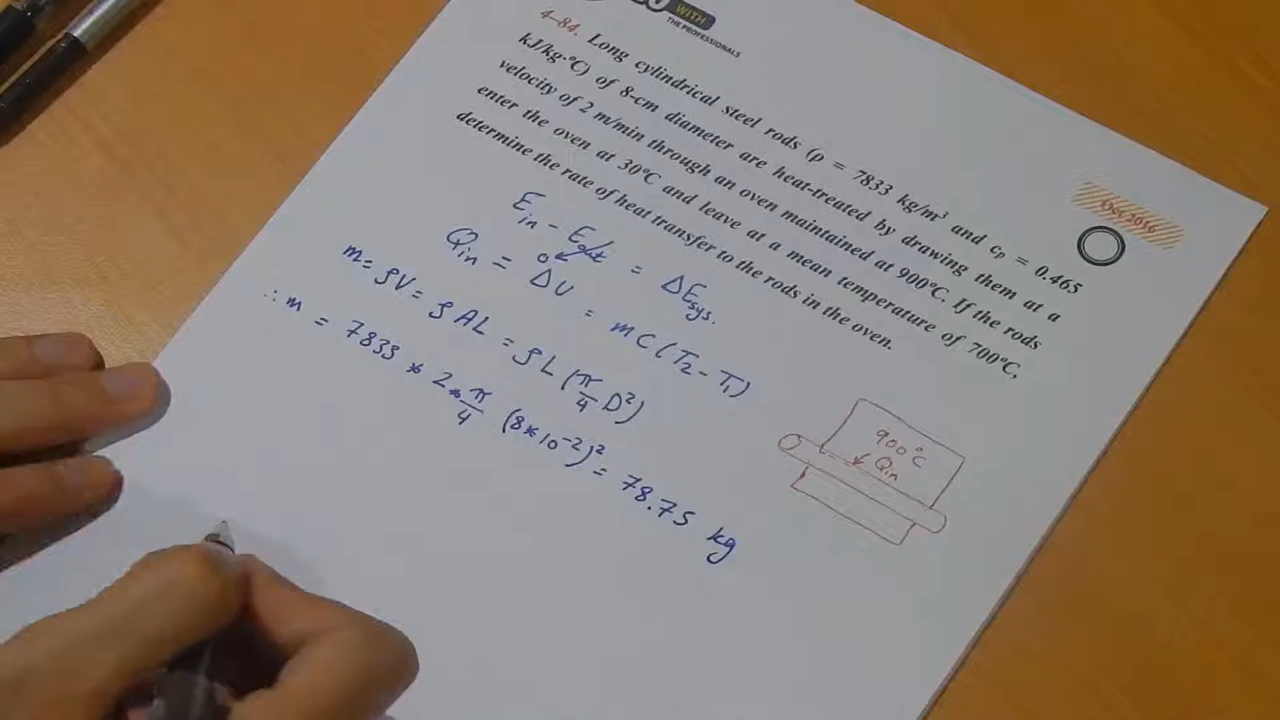 WITH
THE PROFESSIONALS
4–84. Long cylindrical steel rods (ρ = 7833 kg/m³ and cp = 0.465
kJ/kg·°C) of 8-cm diameter are heat-treated by drawing them at a
velocity of 2 m/min through an oven maintained at 900°C. If the rods
enter the oven at 30°C and leave at a mean temperature of 700°C,
determine the rate of heat transfer to the rods in the oven.
Oct 2016
Ein - Eout = ΔEsys.
0
Qin = ΔU = mC(T2 - T1)
m = ρV = ρAL = ρL(π/4 D²)
∴ m = 7833 * 2 * π/4 (8*10⁻²)² = 78.75 kg
900°C
Qin